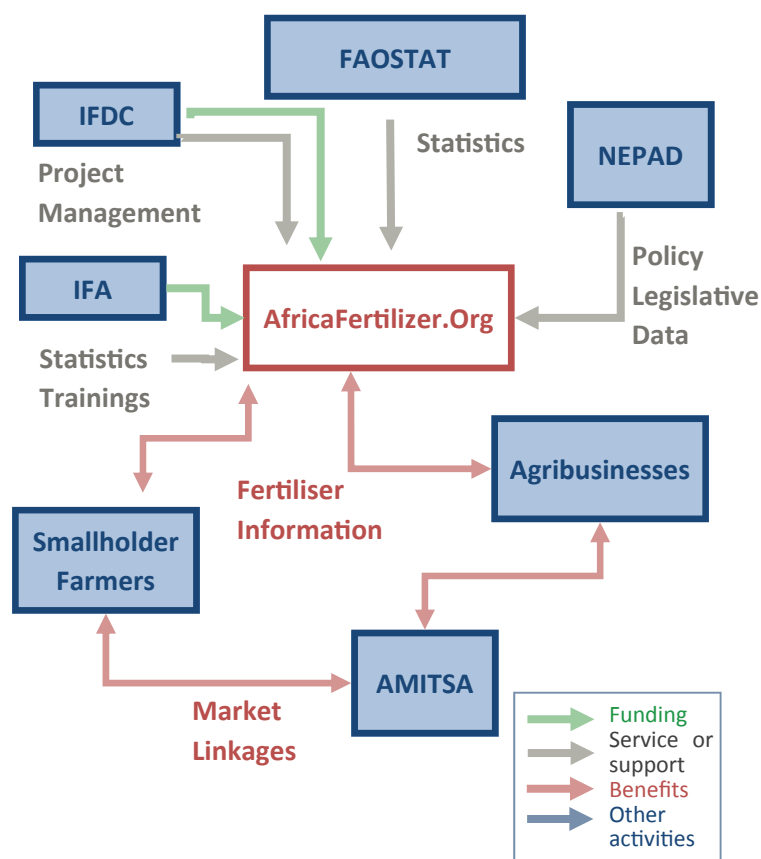 FAOSTAT
IFDC
Statistics
NEPAD
Project
Management
Policy
Legislative
Data
IFA
AfricaFertilizer.Org
Statistics
Trainings
Agribusinesses
Fertiliser
Information
Smallholder
Farmers
AMITSA
Market
Linkages
Funding
Service or
support
Benefits
Other
activities